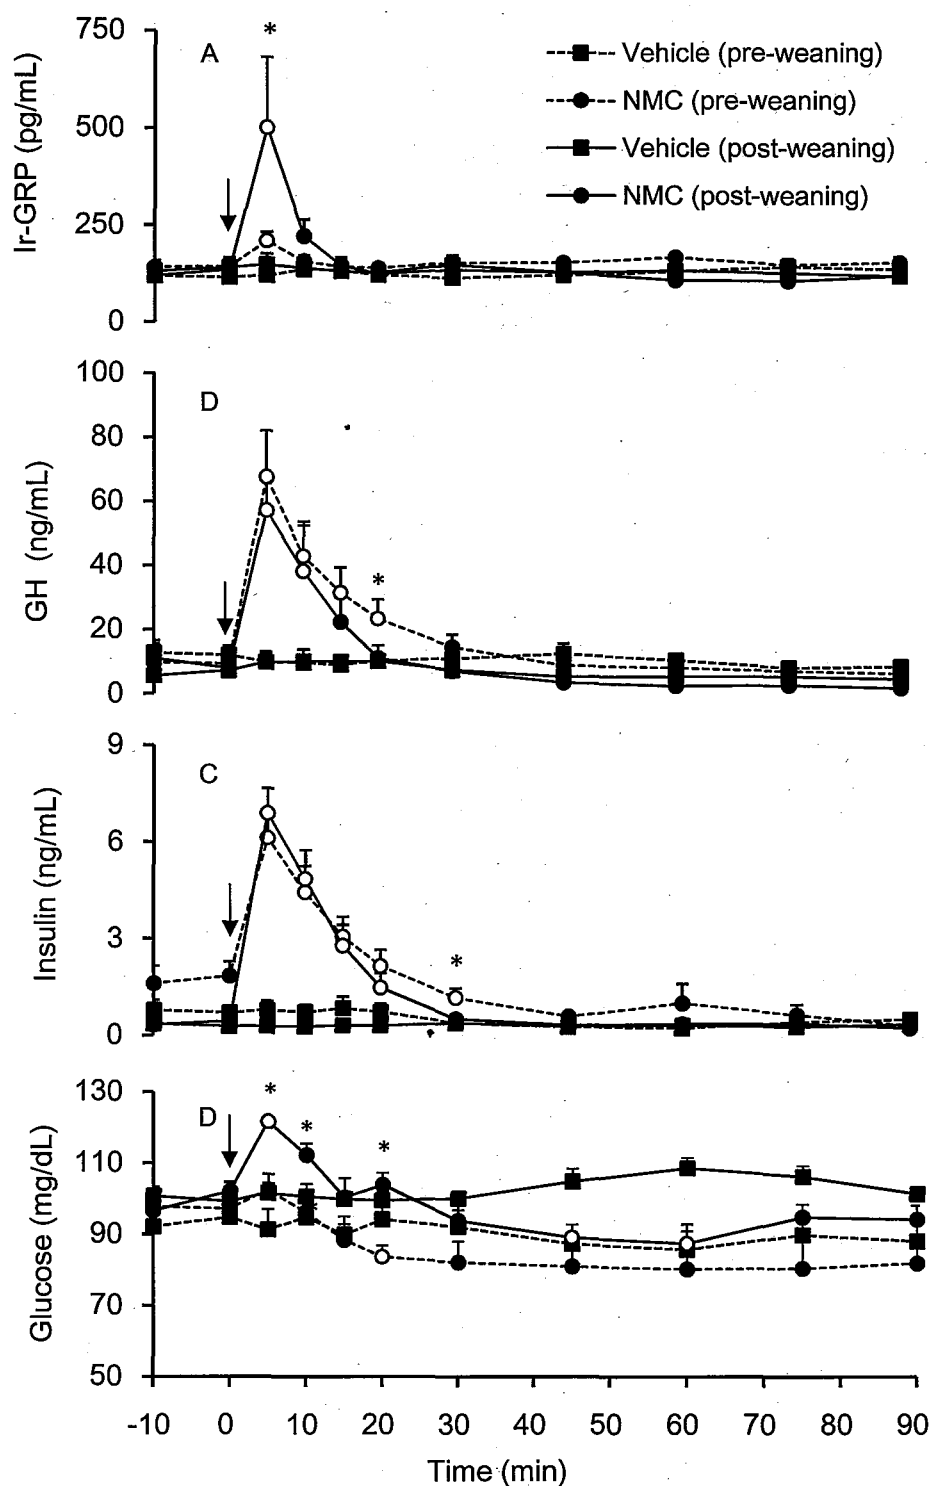 750
*
A
Vehicle (pre-weaning)
NMC (pre-weaning)
Vehicle (post-weaning)
NMC (post-weaning)
Ir-GRP (pg/mL)
500
250
0
100
D
80
60
40
*
20
0
GH (ng/mL)
9
C
6
3
*
0
Insulin (ng/mL)
130
* * *
D
110
90
70
50
Glucose (mg/dL)
-10 0 10 20 30 40 50 60 70 80 90
Time (min)